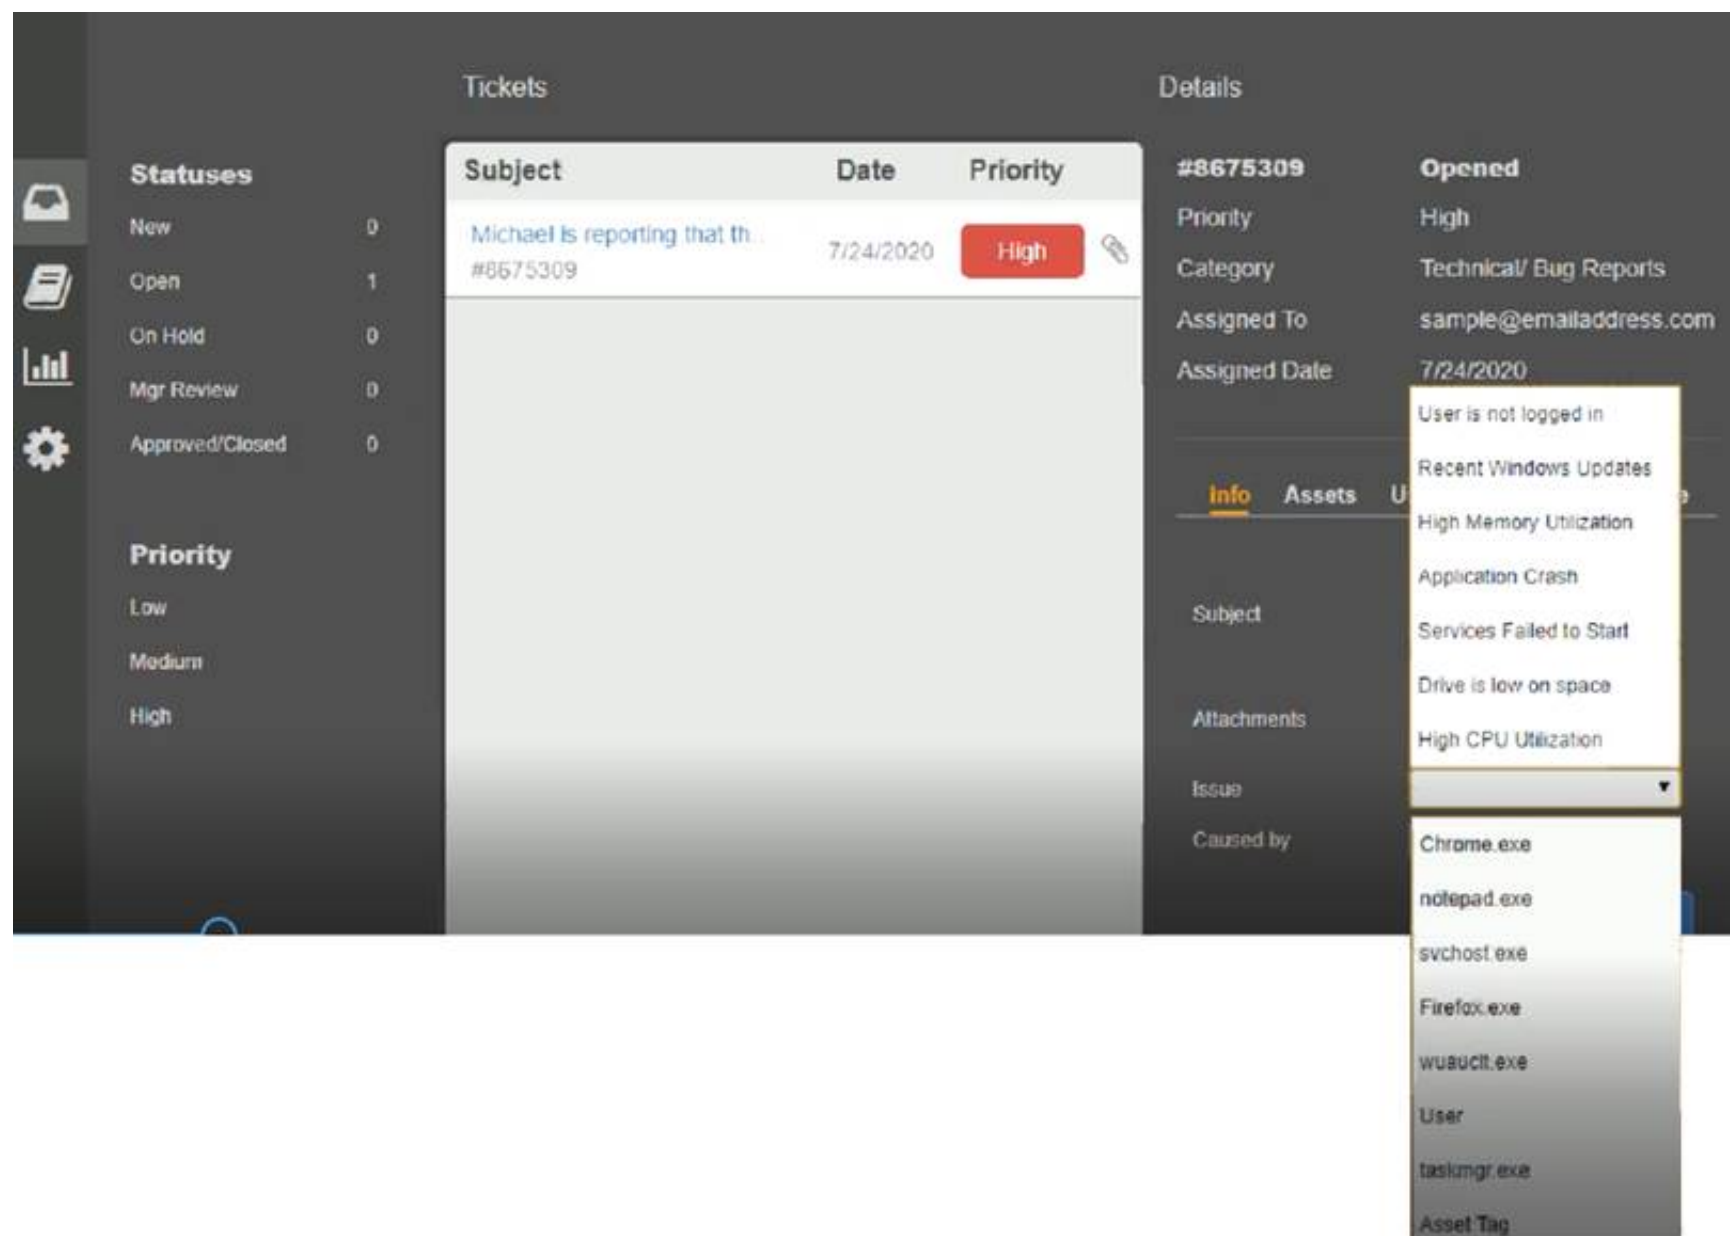 Tickets
Details
Statuses
New 0
Open 1
On Hold 0
Mgr Review 0
Approved/Closed 0
Priority
Low
Medium
High
Subject Date Priority
Michael is reporting that th..
#8675309
7/24/2020 High
#8675309 Opened
Priority High
Category Technical/ Bug Reports
Assigned To sample@emailaddress.com
Assigned Date 7/24/2020
Info Assets U e
Subject
Attachments
Issue
Caused by
User is not logged in
Recent Windows Updates
High Memory Utilization
Application Crash
Services Failed to Start
Drive is low on space
High CPU Utilization
Chrome.exe
notepad.exe
svchost.exe
Firefox.exe
wuauclt.exe
User
taskmgr.exe
Asset Tag